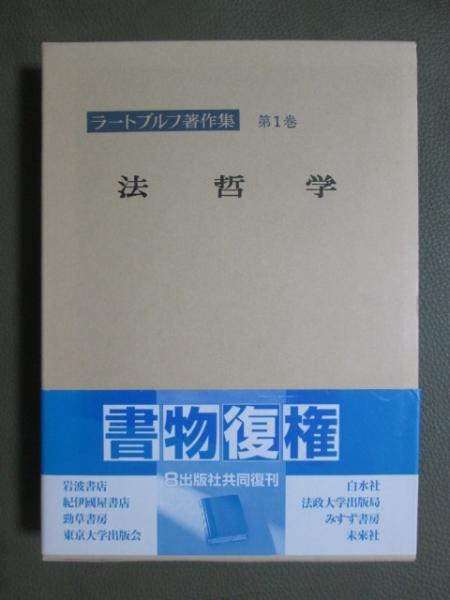 ラートブルフ著作集 第1巻
法哲学
書物復権
8出版社共同復刊
岩波書店
紀伊國屋書店
勁草書房
東京大学出版会
白水社
法政大学出版局
みすず書房
未來社